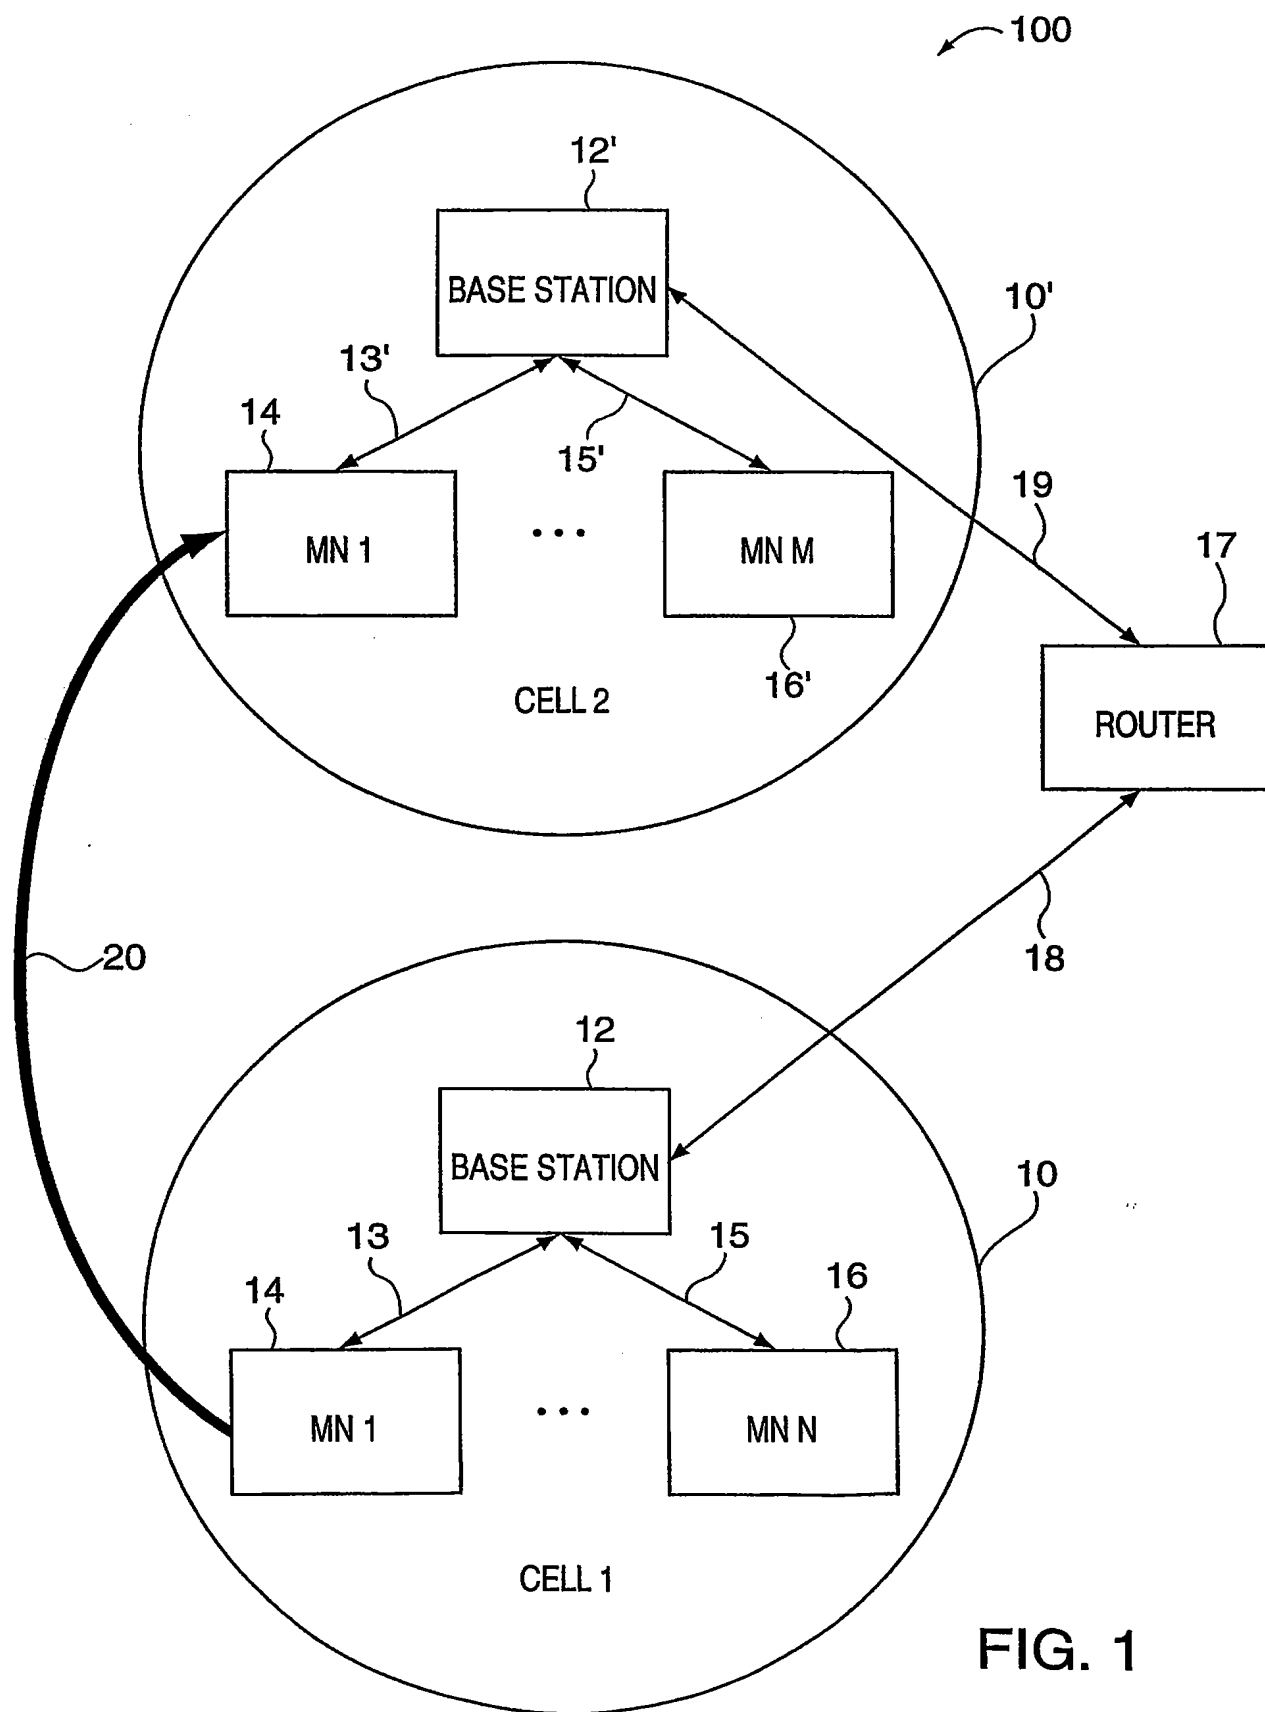 100
12'
BASE STATION
10'
13'
14
15'
19
MN 1
...
MN M
17
16'
CELL 2
ROUTER
18
20
12
BASE STATION
10
13
15
14
16
MN 1
...
MN N
CELL 1
FIG. 1